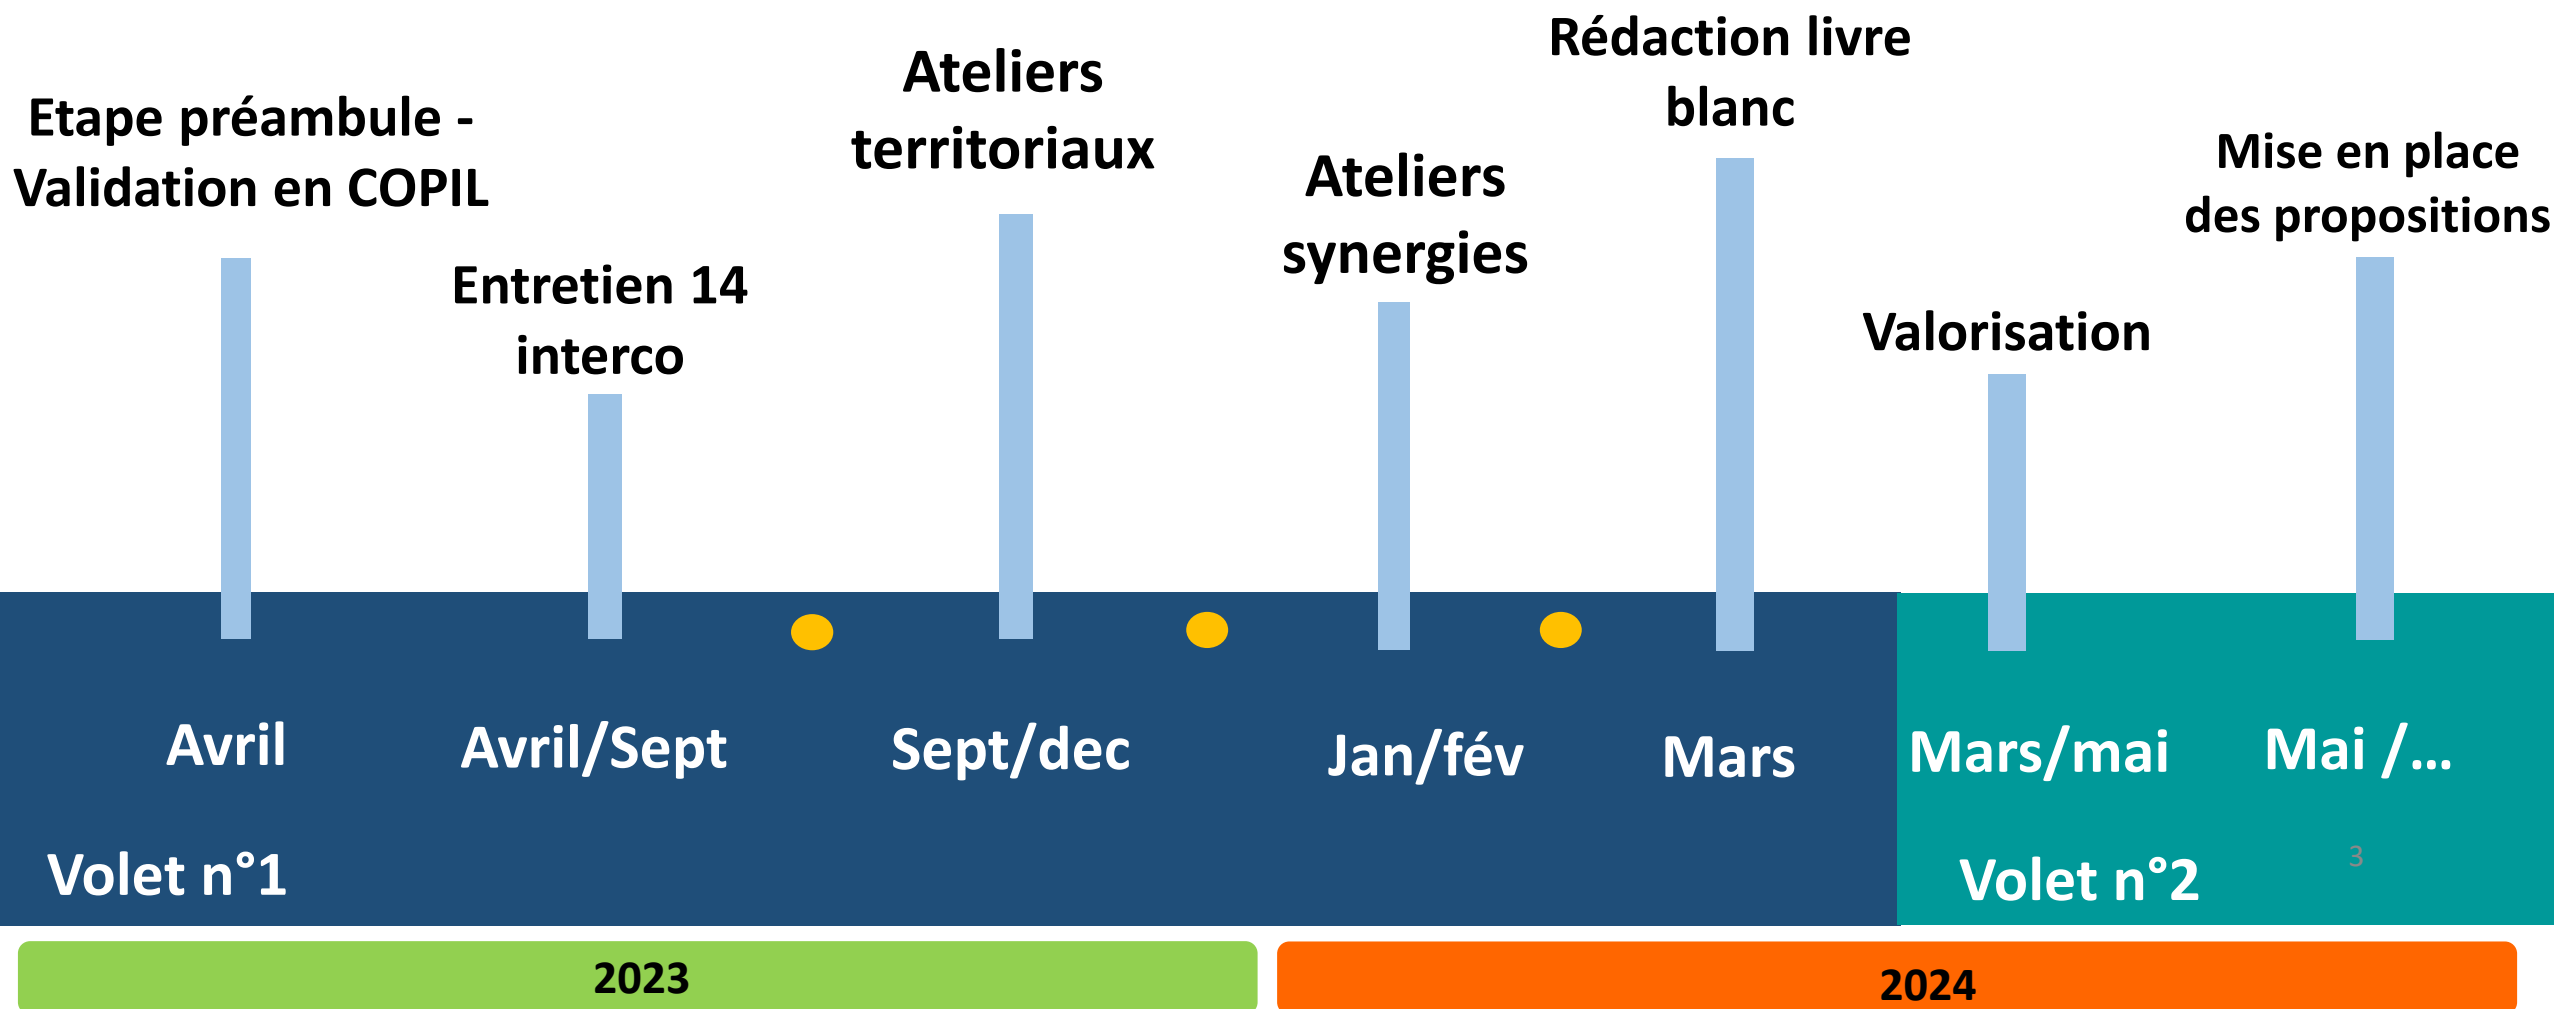 Etape préambule -
Validation en COPIL
Entretien 14
interco
Ateliers
territoriaux
Ateliers
synergies
Rédaction livre
blanc
Valorisation
Mise en place
des propositions
Avril
Avril/Sept
Sept/dec
Jan/fév
Mars
Mars/mai
Mai /...
Volet n°1
Volet n°2
3
2023
2024